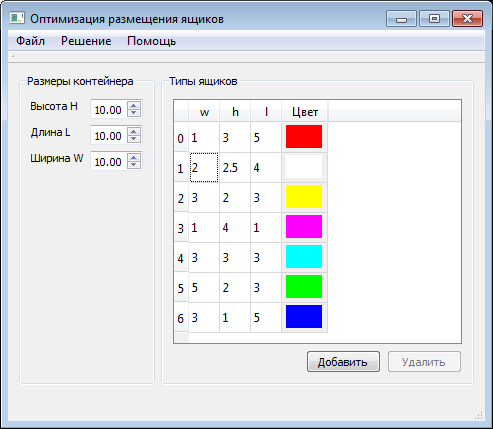 Оптимизация размещения ящиков
Файл Решение Помощь
Размеры контейнера
Высота H 10.00
Длина L 10.00
Ширина W 10.00
Типы ящиков
w h l Цвет
0 1 3 5
1 2 2.5 4
2 3 2 3
3 1 4 1
4 3 3 3
5 5 2 3
6 3 1 5
Добавить Удалить